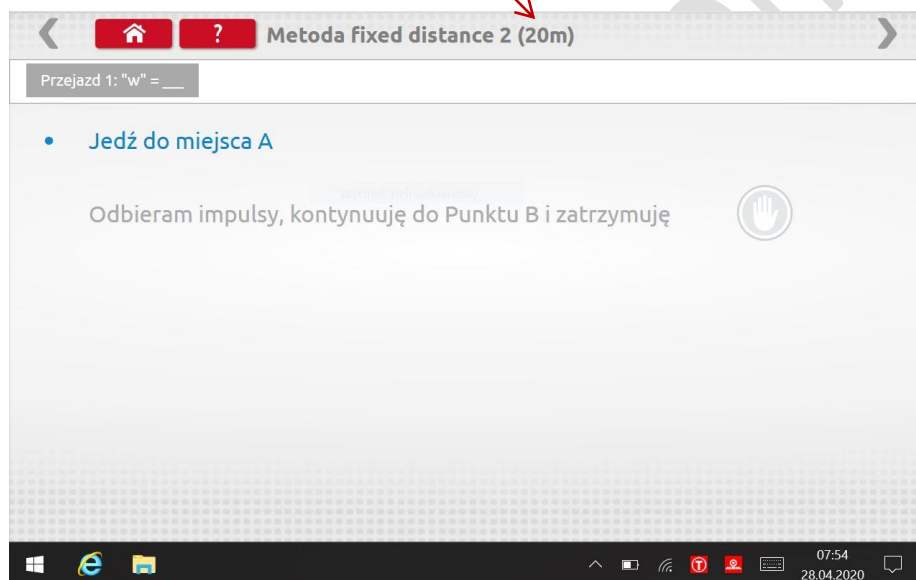 ? Metoda fixed distance 2 (20m)
Przejazd 1: "w" = __
• Jedź do miejsca A
Odbieram impulsy, kontynuuję do Punktu B i zatrzymuję
07:54
28.04.2020